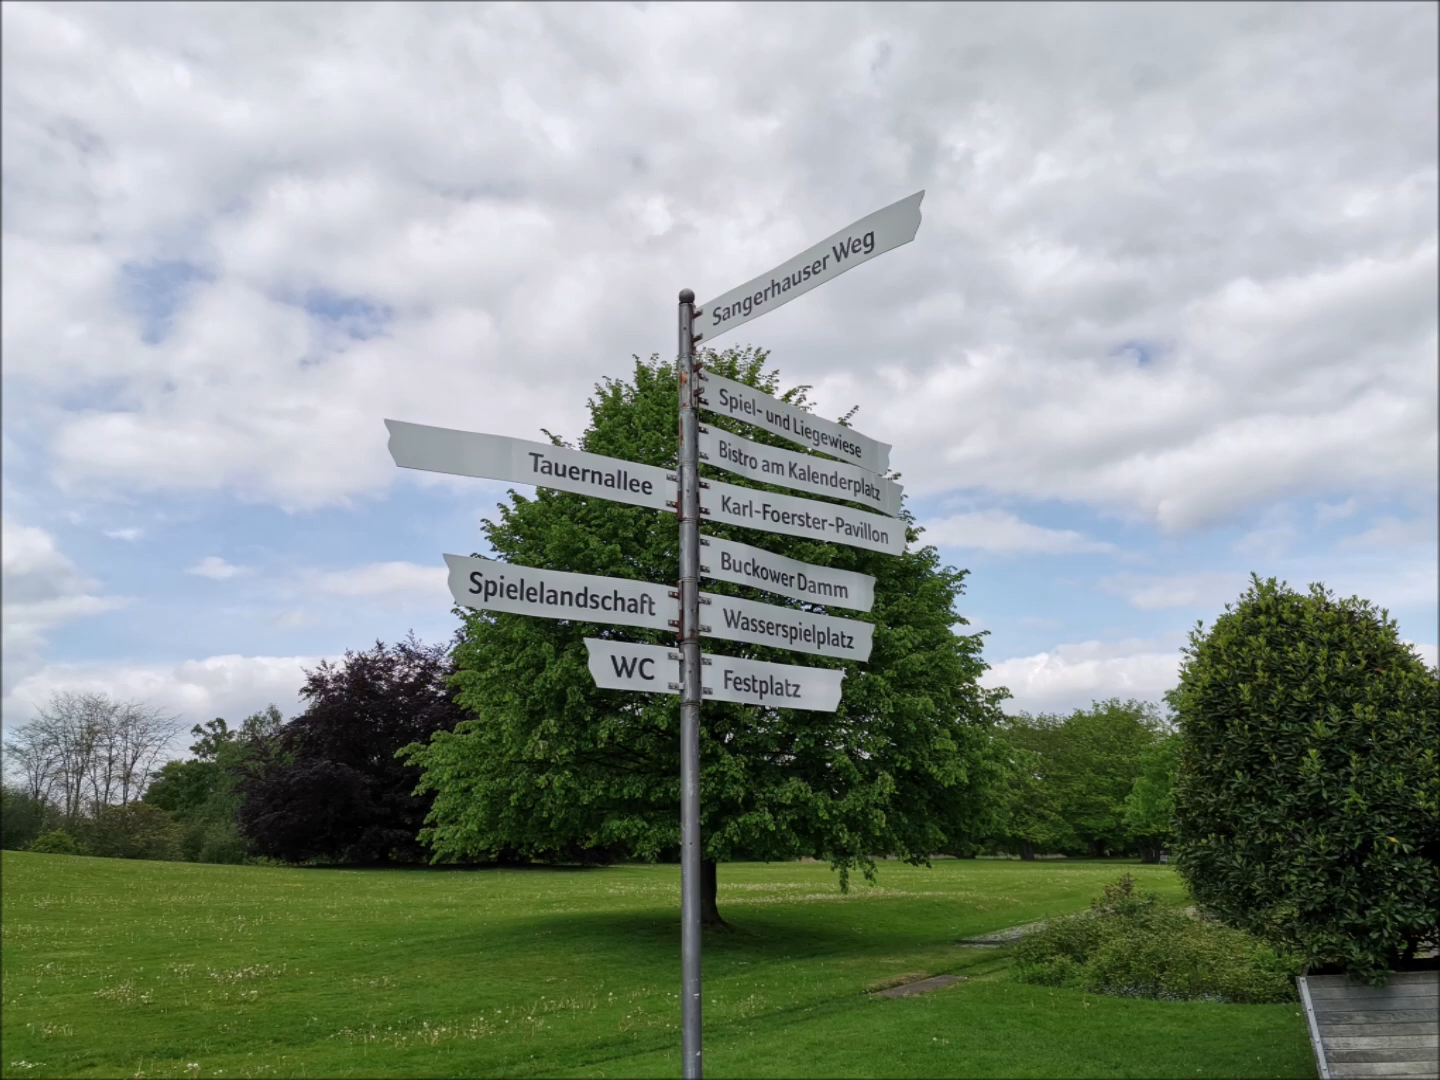 Sangerhauser Weg
Spiel- und Liegewiese
Bistro am Kalenderplatz
Tauernallee
Karl-Foerster-Pavillon
Buckower Damm
Spielelandschaft
Wasserspielplatz
WC
Festplatz